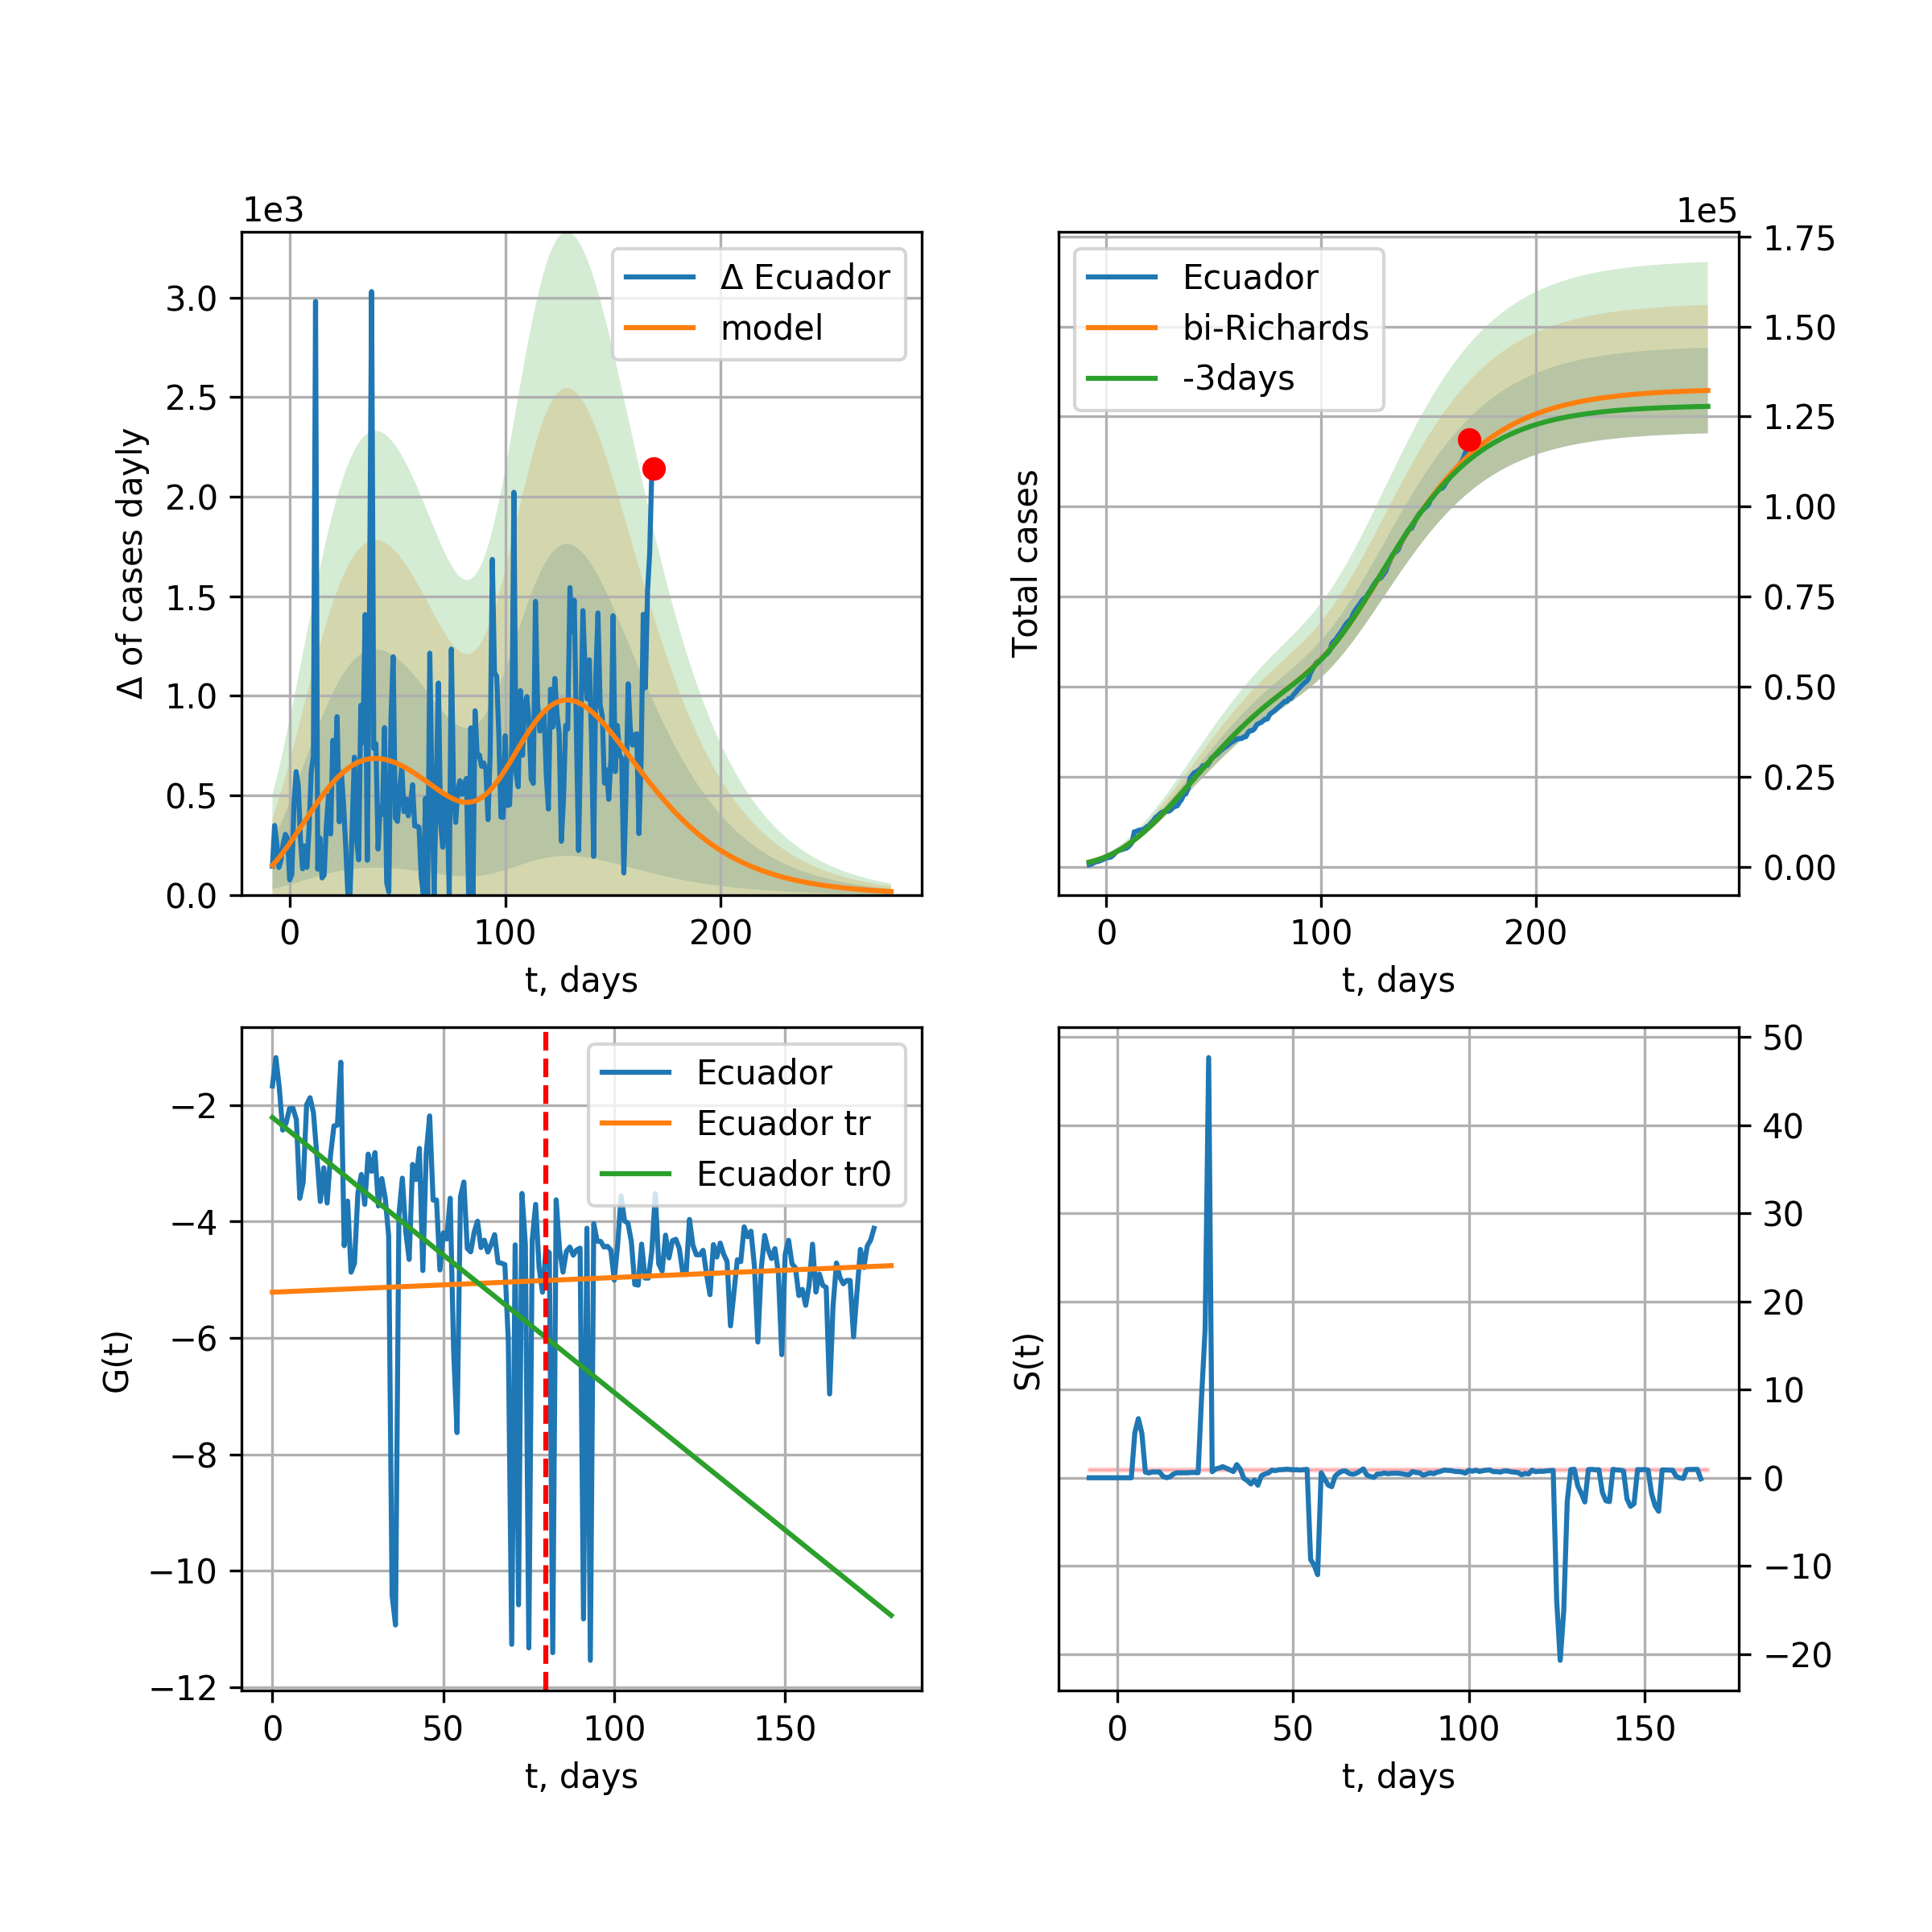 1e3
Δ of cases dayly
3.0
2.5
2.0
1.5
1.0
0.5
0.0
0 100 200
t, days
Δ Ecuador
model
1e5
Total cases
1.75
1.50
1.25
1.00
0.75
0.50
0.25
0.00
0 100 200
t, days
Ecuador
bi-Richards
-3days
G(t)
−2
−4
−6
−8
−10
−12
0 50 100 150
t, days
Ecuador
Ecuador tr
Ecuador tr0
S(t)
50
40
30
20
10
0
−10
−20
0 50 100 150
t, days